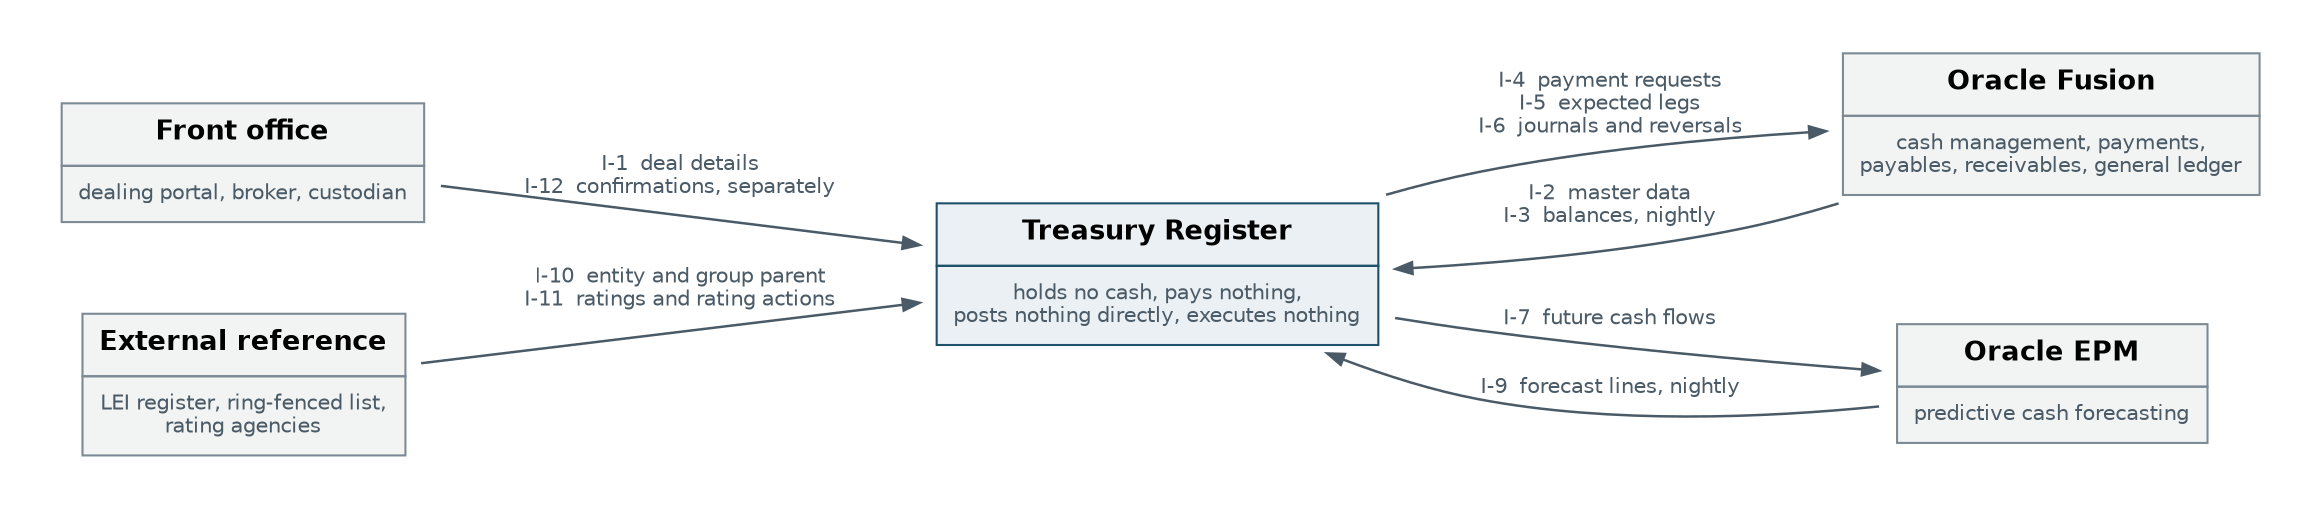 Front office
dealing portal, broker, custodian
I-1  deal details
I-12  confirmations, separately
External reference
LEI register, ring-fenced list,
rating agencies
I-10  entity and group parent
I-11  ratings and rating actions
Treasury Register
holds no cash, pays nothing,
posts nothing directly, executes nothing
I-4  payment requests
I-5  expected legs
I-6  journals and reversals
I-2  master data
I-3  balances, nightly
Oracle Fusion
cash management, payments,
payables, receivables, general ledger
I-7  future cash flows
I-9  forecast lines, nightly
Oracle EPM
predictive cash forecasting